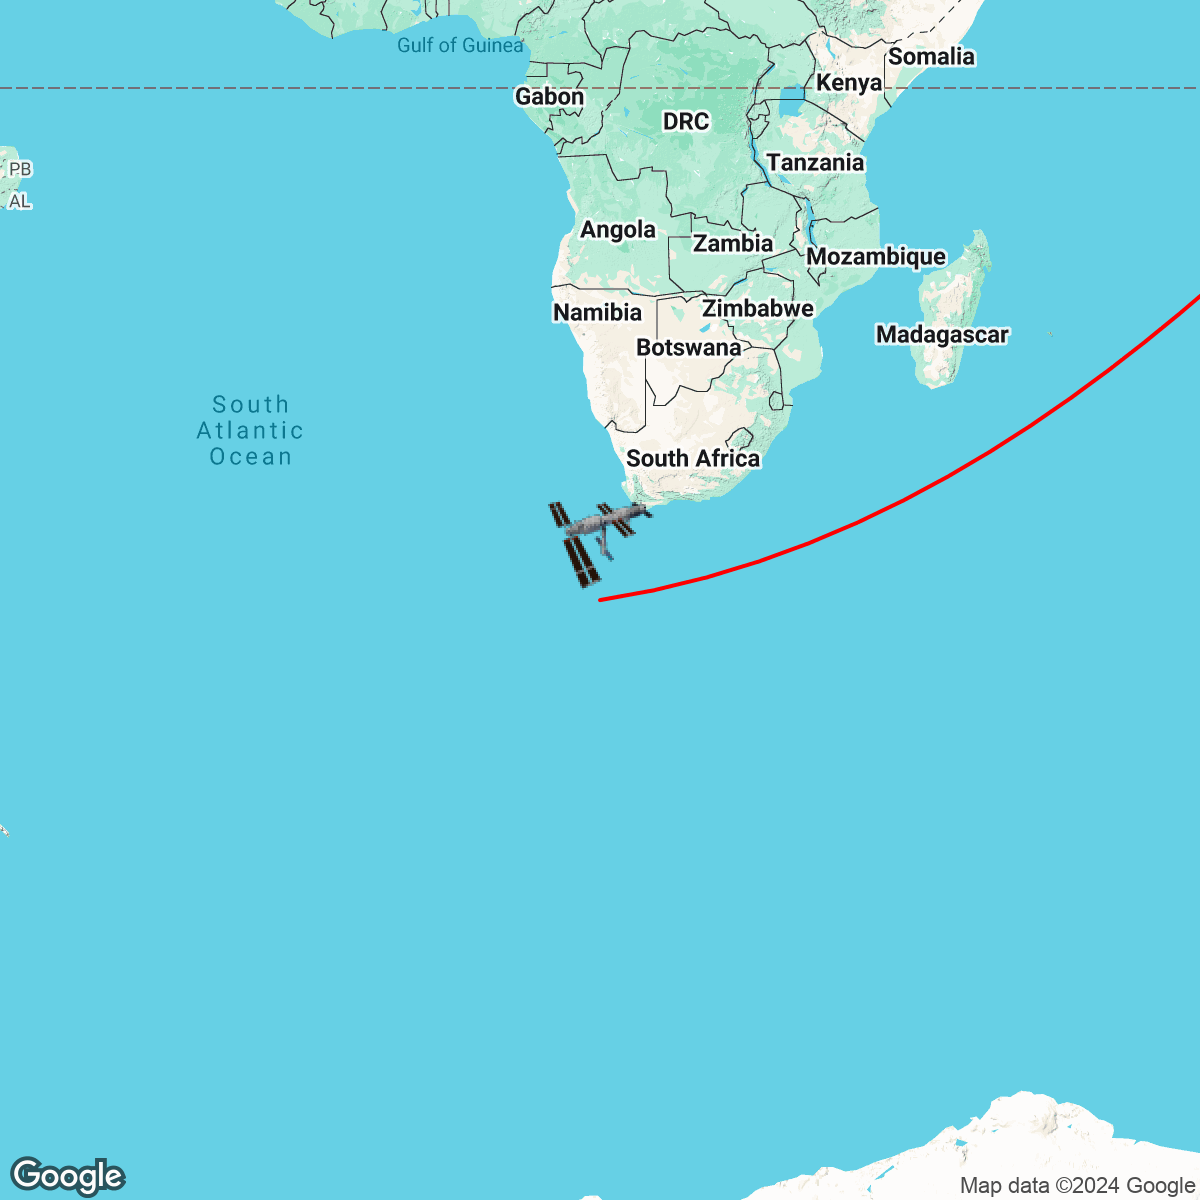 Gulf of Guinea
Somalia
Kenya
Gabon
DRC
Tanzania
PB
AL
Angola
Zambia
Mozambique
Zimbabwe
Namibia
Madagascar
Botswana
South
Atlantic
Ocean
South Africa
Google
Map data ©2024 Google